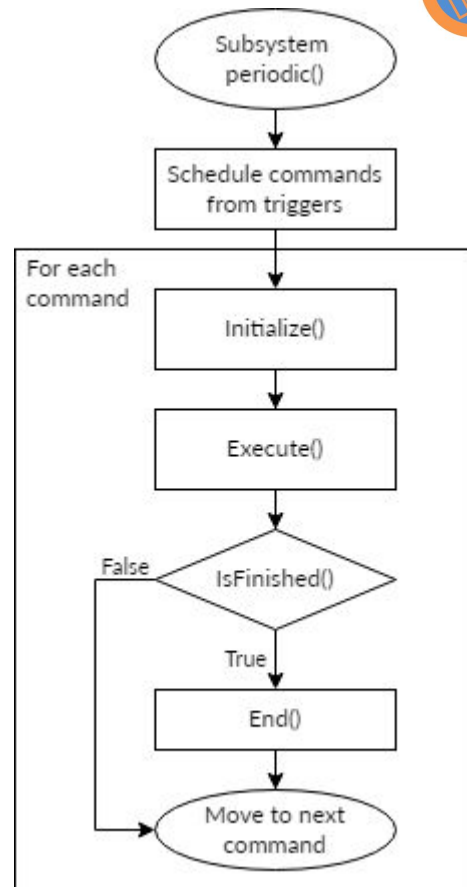 Subsystem
periodic()
Schedule commands
from triggers
For each
command
Initialize()
Execute()
IsFinished()
False
True
End()
Move to next
command